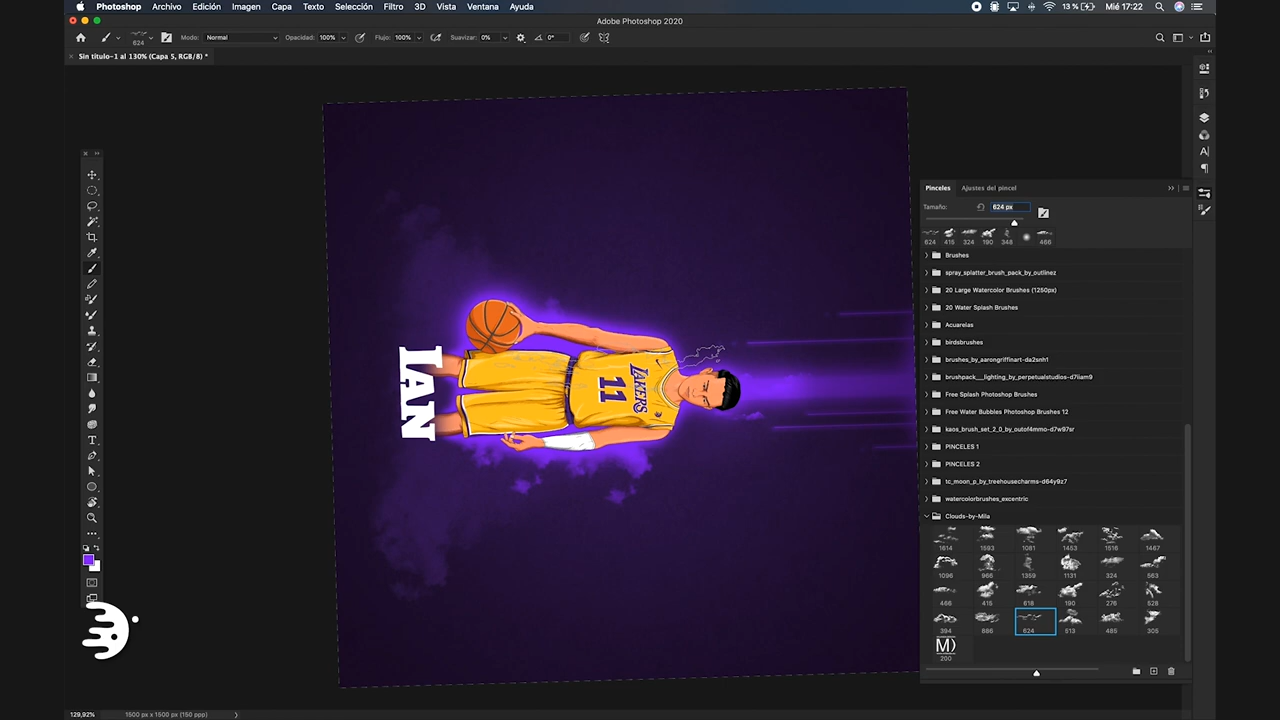 Photoshop Archivo Edición Imagen Capa Texto Selección Filtro 3D Vista Ventana Ayuda 13 % Mié 17:22
Adobe Photoshop 2020
624 Modo: Normal Opacidad: 100% Flujo: 100% Suavizar: 0% 0°
Sin título-1 al 130% (Capa 5, RGB/8) *
Pinceles Ajustes del pincel
Tamaño: 624 px
624 415 324 190 348 466
Brushes
spray_splatter_brush_pack_by_outlinez
20 Large Watercolor Brushes (1250px)
20 Water Splash Brushes
Acuarelas
birdsbrushes
brushes_by_aarongriffinart-da2snh1
brushpack__lighting_by_perpetualstudios-d7iiam9
Free Splash Photoshop Brushes
Free Water Bubbles Photoshop Brushes 12
kaos_brush_set_2_0_by_outof4mmo-d7w97sr
PINCELES 1
PINCELES 2
tc_moon_p_by_treehousecharms-d64y9z7
watercolorbrushes_excentric
Clouds-by-Mila
1614 1593 1081 1453 1516 1487
1096 966 1359 1131 324 563
466 415 618 190 276 528
394 886 624 513 485 305
M)
200
IAN
LAKERS
11
129,92% 1500 px x 1500 px (150 ppp)